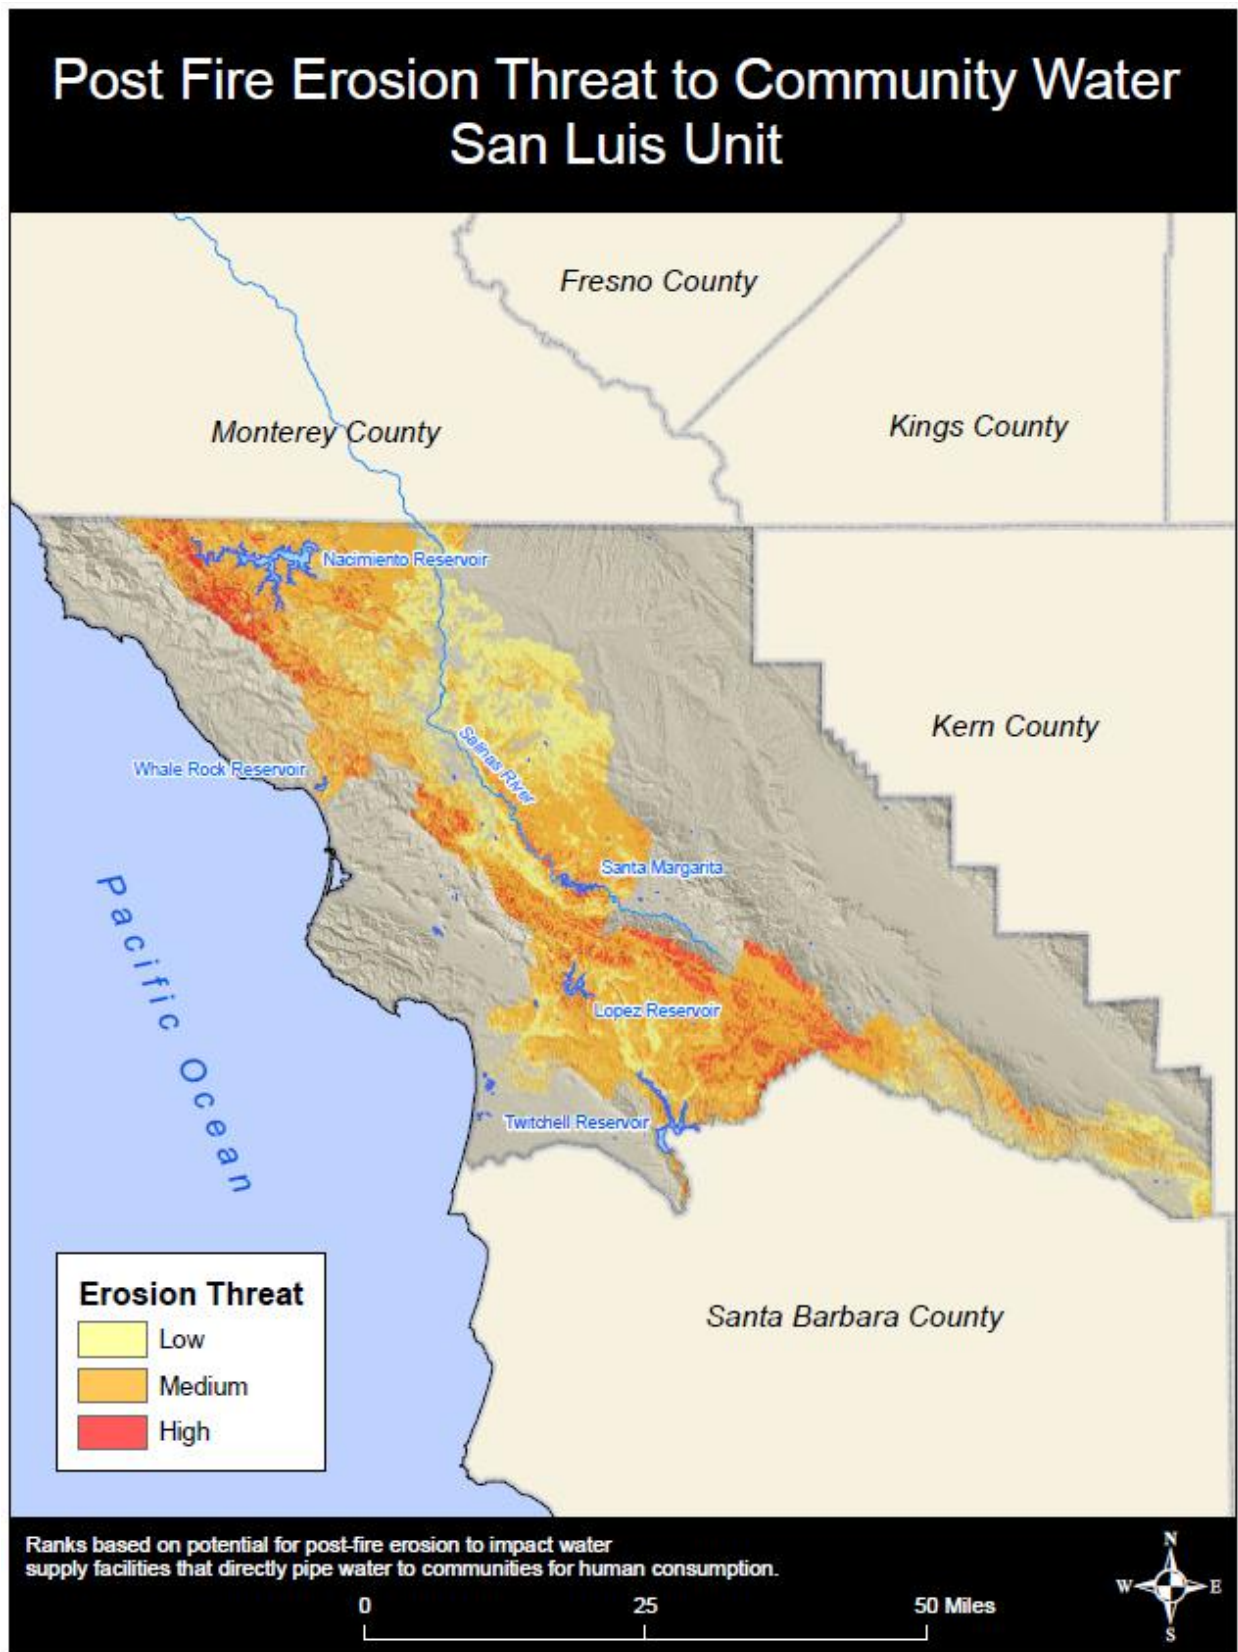 Post Fire Erosion Threat to Community Water
San Luis Unit
Fresno County
Monterey County
Kings County
Nacimiento Reservoir
Kern County
Salinas River
Whale Rock Reservoir
Santa Margarita
Pacific Ocean
Lopez Reservoir
Twitchell Reservoir
Santa Barbara County
Erosion Threat
Low
Medium
High
Ranks based on potential for post-fire erosion to impact water
supply facilities that directly pipe water to communities for human consumption.
N
W E
S
0 25 50 Miles